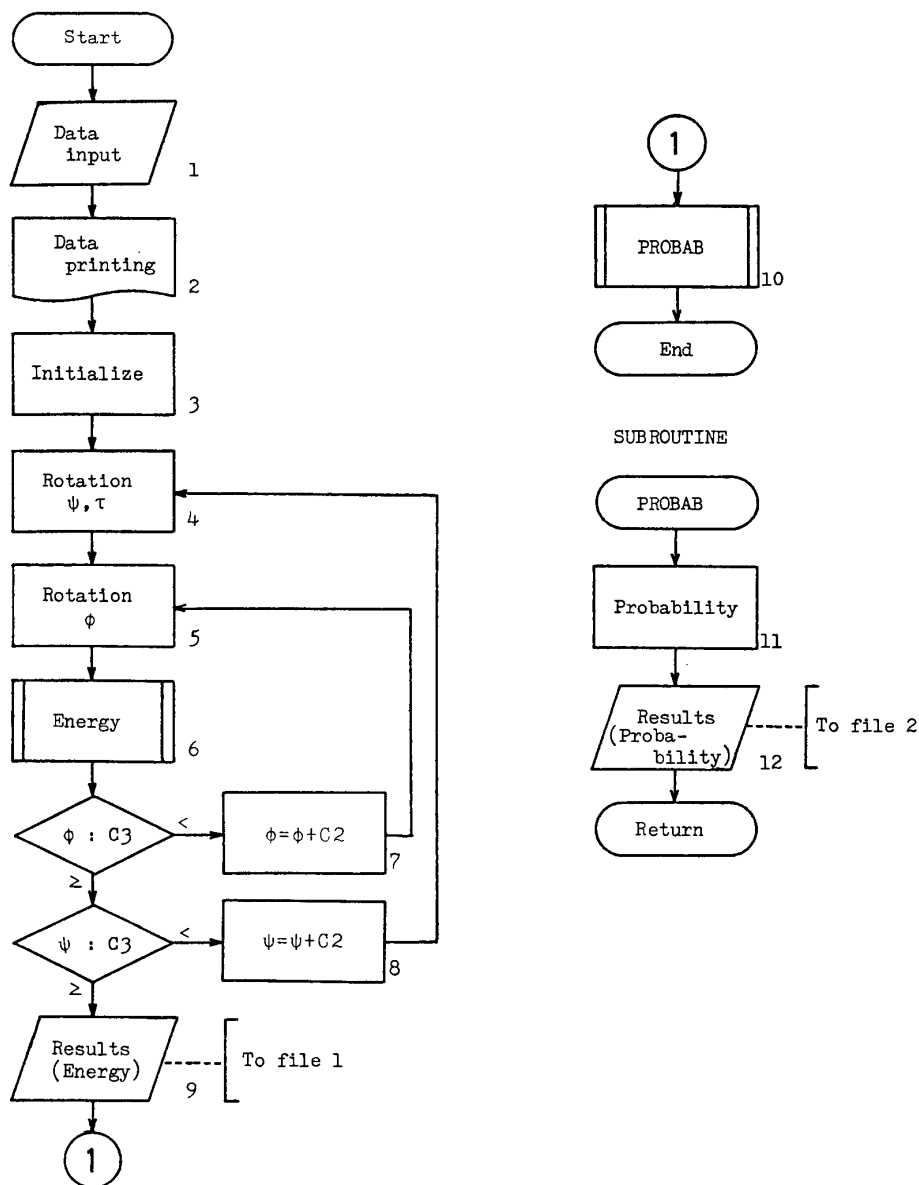 Start
Data
input
1
Data
printing
2
Initialize
3
Rotation
ψ,τ
4
Rotation
ϕ
5
Energy
6
ϕ : C3
<
ϕ=ϕ+C2
7
≥
ψ : C3
<
ψ=ψ+C2
8
≥
Results
(Energy)
9
To file 1
1
1
PROBAB
10
End
SUBROUTINE
PROBAB
Probability
11
Results
(Proba-
bility)
12
To file 2
Return